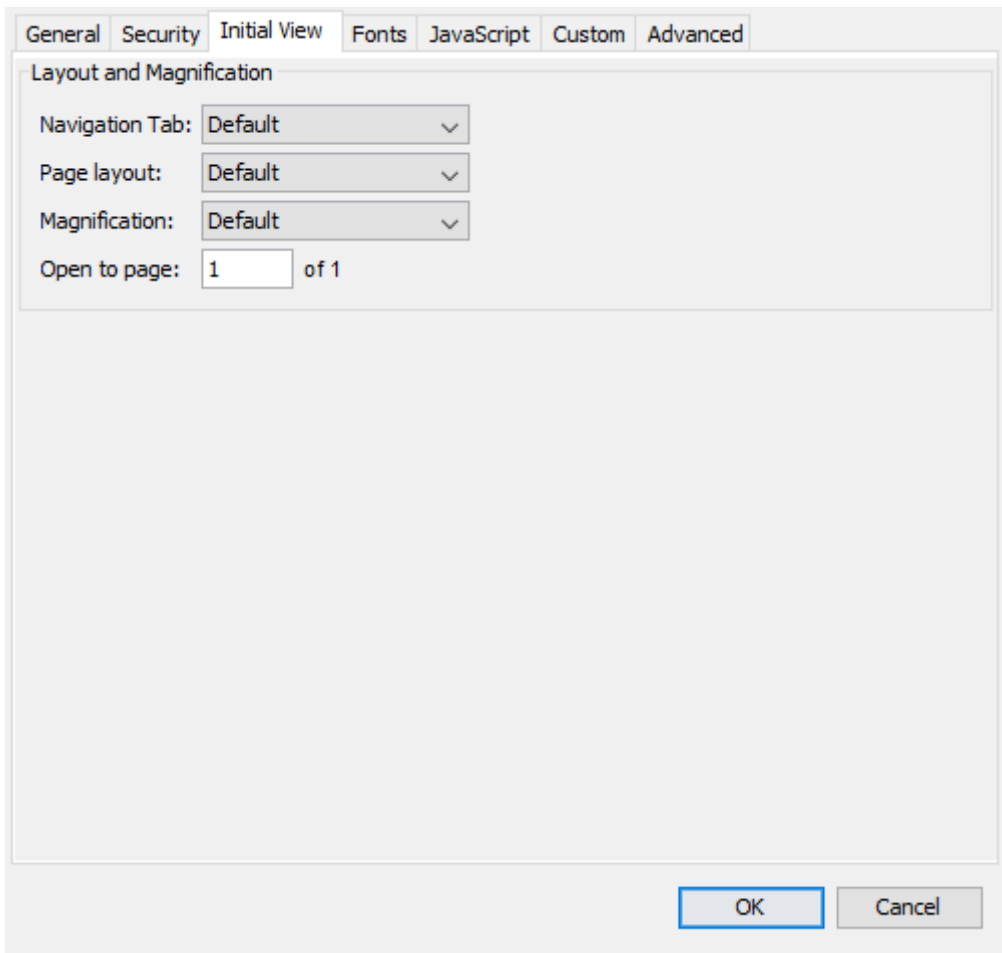 General Security Initial View Fonts JavaScript Custom Advanced
Layout and Magnification
Navigation Tab: Default
Page layout: Default
Magnification: Default
Open to page: 1 of 1
OK Cancel